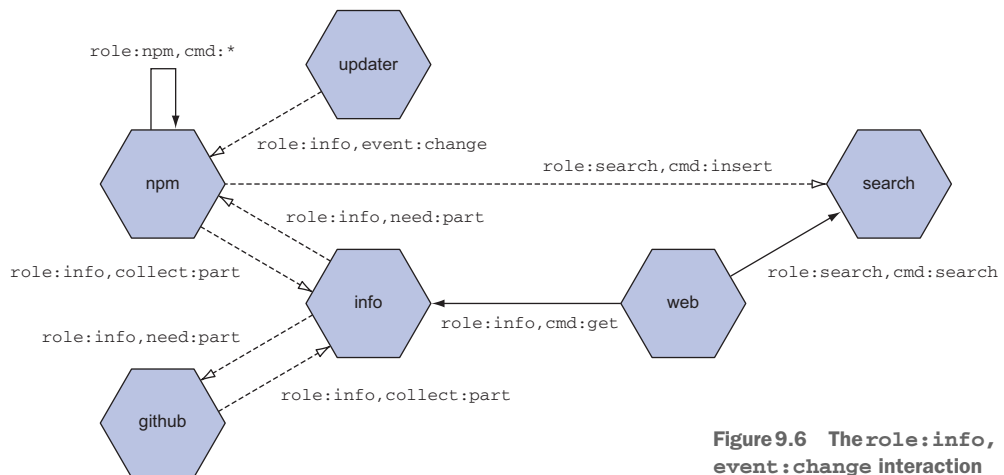 role:npm,cmd:*
updater
role:info,event:change
npm
role:search,cmd:insert
search
role:info,need:part
role:info,collect:part
role:search,cmd:search
info
web
role:info,cmd:get
role:info,need:part
role:info,collect:part
github
Figure 9.6 The role:info,
event:change interaction